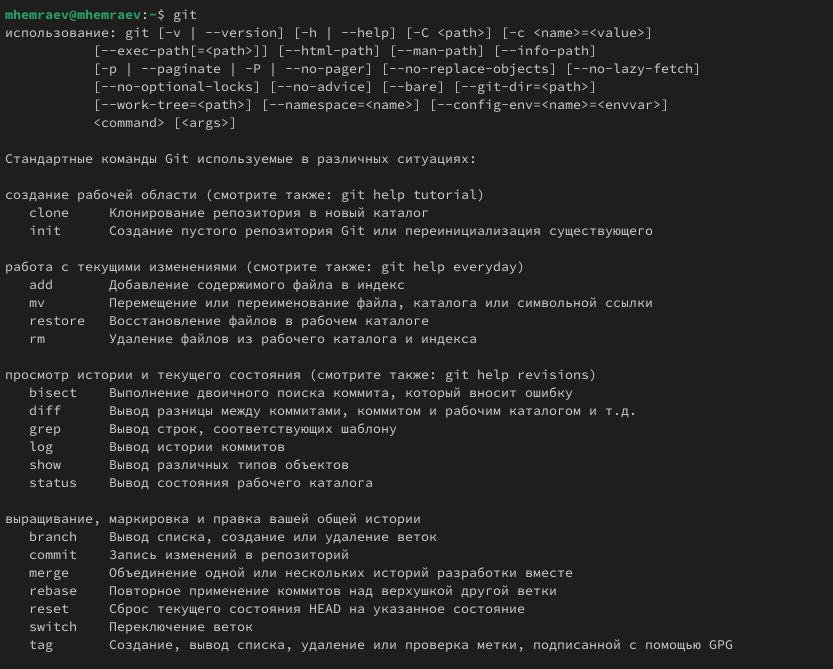 mhemraev@mhemraev:~$ git
использование: git [-v | --version] [-h | --help] [-C <path>] [-c <name>=<value>]
[--exec-path[=<path>]] [--html-path] [--man-path] [--info-path]
[-p | --paginate | -P | --no-pager] [--no-replace-objects] [--no-lazy-fetch]
[--no-optional-locks] [--no-advice] [--bare] [--git-dir=<path>]
[--work-tree=<path>] [--namespace=<name>] [--config-env=<name>=<envvar>]
<command> [<args>]
Стандартные команды Git используемые в различных ситуациях:
создание рабочей области (смотрите также: git help tutorial)
clone Клонирование репозитория в новый каталог
init Создание пустого репозитория Git или переинициализация существующего
работа с текущими изменениями (смотрите также: git help everyday)
add Добавление содержимого файла в индекс
mv Перемещение или переименование файла, каталога или символьной ссылки
restore Восстановление файлов в рабочем каталоге
rm Удаление файлов из рабочего каталога и индекса
просмотр истории и текущего состояния (смотрите также: git help revisions)
bisect Выполнение двоичного поиска коммита, который вносит ошибку
diff Вывод разницы между коммитами, коммитом и рабочим каталогом и т.д.
grep Вывод строк, соответствующих шаблону
log Вывод истории коммитов
show Вывод различных типов объектов
status Вывод состояния рабочего каталога
выращивание, маркировка и правка вашей общей истории
branch Вывод списка, создание или удаление веток
commit Запись изменений в репозиторий
merge Объединение одной или нескольких историй разработки вместе
rebase Повторное применение коммитов над верхушкой другой ветки
reset Сброс текущего состояния HEAD на указанное состояние
switch Переключение веток
tag Создание, вывод списка, удаление или проверка метки, подписанной с помощью GPG